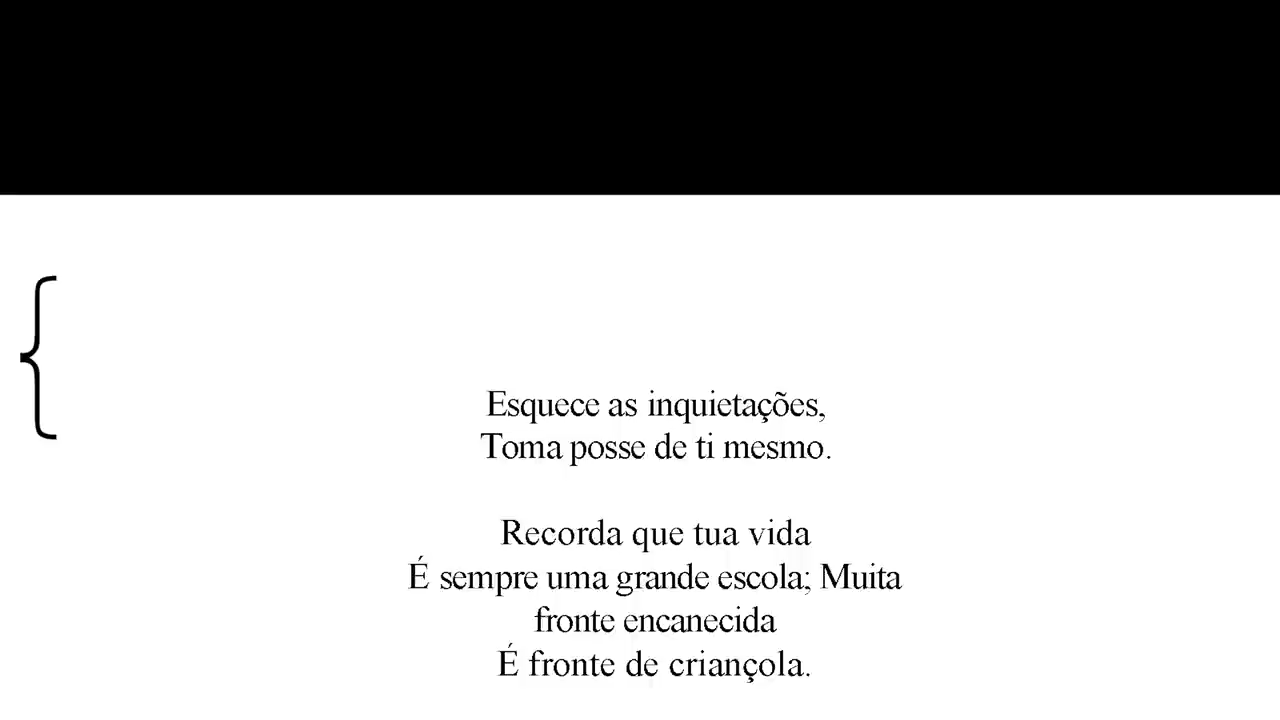 Esquece as inquietações,
Toma posse de ti mesmo.
Recorda que tua vida
É sempre uma grande escola; Muita
fronte encanecida
É fronte de criançola.